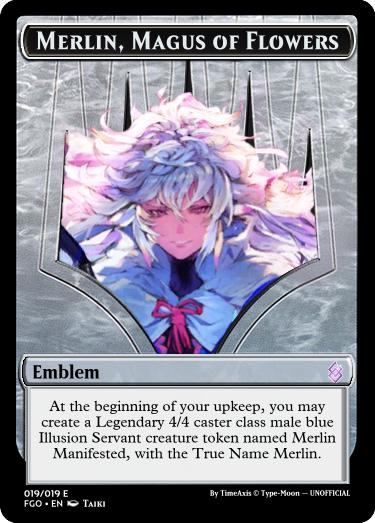 Merlin, Magus of Flowers
Emblem
At the beginning of your upkeep, you may
create a Legendary 4/4 caster class male blue
Illusion Servant creature token named Merlin
Manifested, with the True Name Merlin.
019/019 E
FGO • EN Taiki
By TimeAxis © Type-Moon — UNOFFICIAL